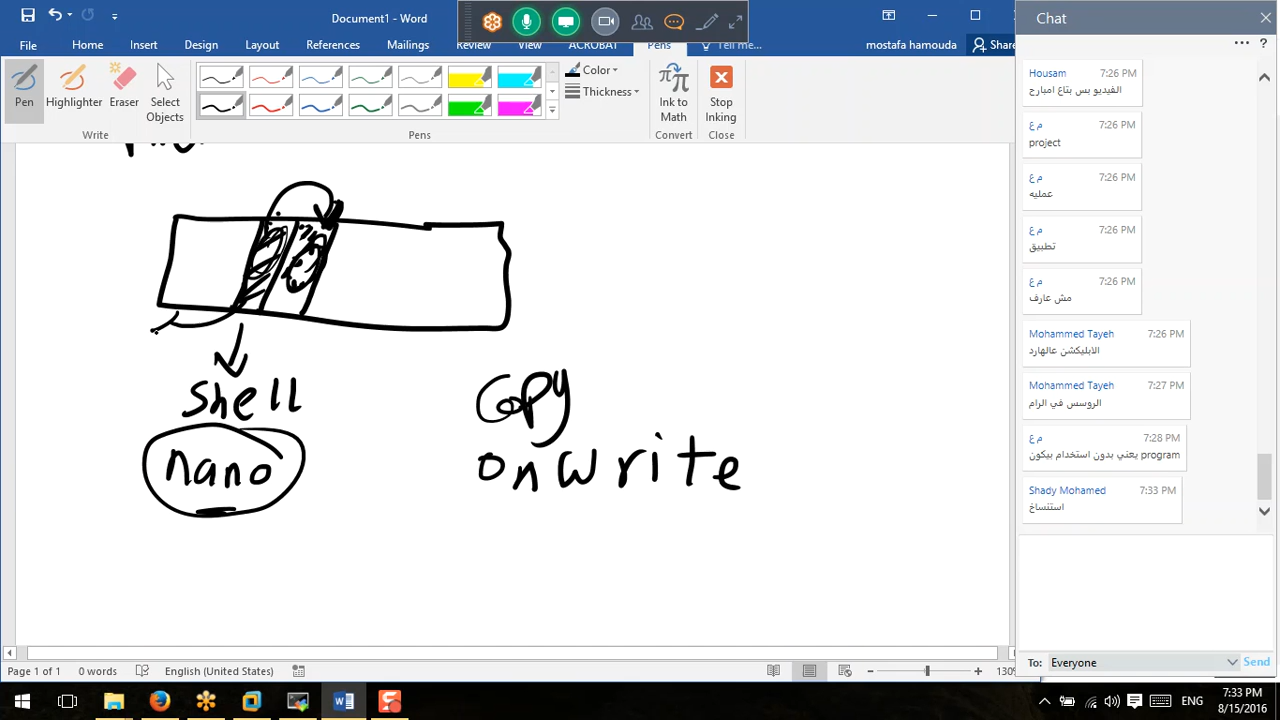 Document1 - Word
mostafa hamouda
Share
File
Home
Insert
Design
Layout
References
Mailings
Review
View
ACROBAT
Pens
Tell me...
Pen
Highlighter
Eraser
Select Objects
Color
Thickness
Ink to Math
Stop Inking
Write
Pens
Convert
Close
Shell
nano
Copy
on write
Chat
Housam 7:26 PM
الفيديو بس بتاع امبارح
م ع 7:26 PM
project
م ع 7:26 PM
عمليه
م ع 7:26 PM
تطبيق
م ع 7:26 PM
مش عارف
Mohammed Tayeh 7:26 PM
الابليكشن عالهارد
Mohammed Tayeh 7:27 PM
الروسس في الرام
م ع 7:28 PM
program يعني بدون استخدام بيكون
Shady Mohamed 7:33 PM
استنساخ
To: Everyone Send
Page 1 of 1 0 words English (United States) 130%
ENG 7:33 PM
8/15/2016